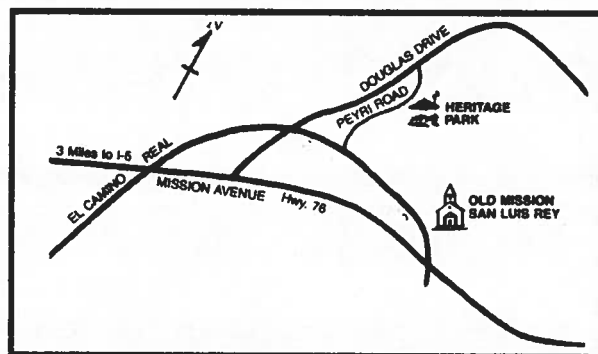 N
DOUGLAS DRIVE
PEYRI ROAD
HERITAGE
PARK
3 Miles to I-5
EL CAMINO REAL
MISSION AVENUE Hwy. 78
OLD MISSION
SAN LUIS REY